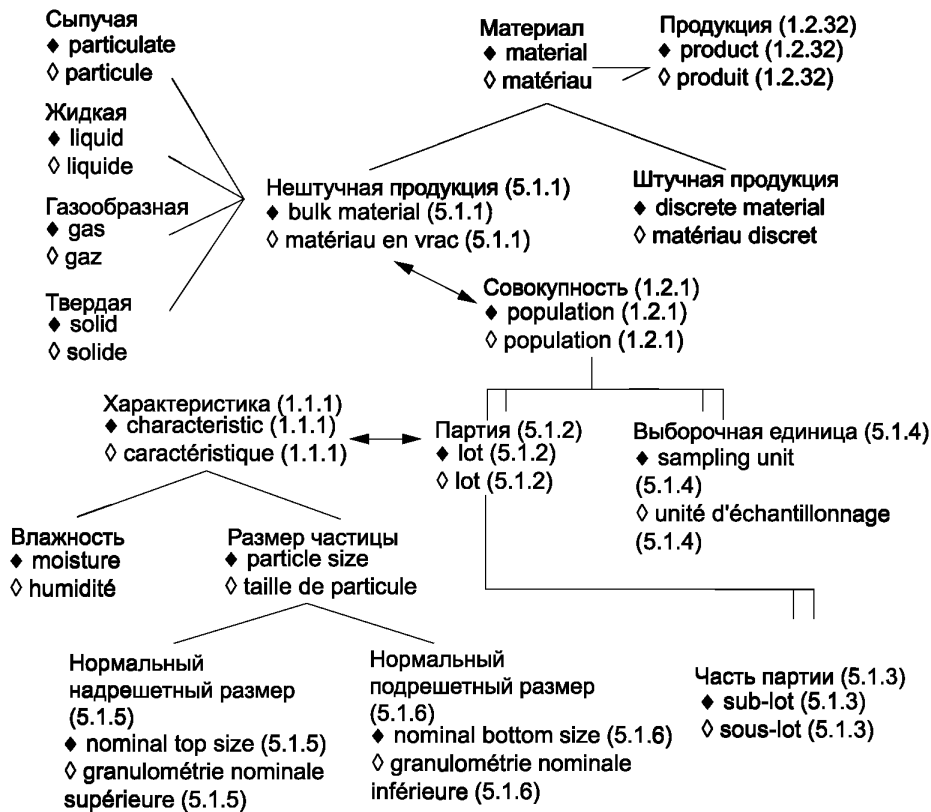 Сыпучая
♦ particulate
◊ particule
Жидкая
♦ liquid
◊ liquide
Газообразная
♦ gas
◊ gaz
Твердая
♦ solid
◊ solide
Материал
♦ material
◊ matériau
Продукция (1.2.32)
♦ product (1.2.32)
◊ produit (1.2.32)
Нештучная продукция (5.1.1)
♦ bulk material (5.1.1)
◊ matériau en vrac (5.1.1)
Штучная продукция
♦ discrete material
◊ matériau discret
Совокупность (1.2.1)
♦ population (1.2.1)
◊ population (1.2.1)
Характеристика (1.1.1)
♦ characteristic (1.1.1)
◊ caractéristique (1.1.1)
Партия (5.1.2)
♦ lot (5.1.2)
◊ lot (5.1.2)
Выборочная единица (5.1.4)
♦ sampling unit
(5.1.4)
◊ unité d'échantillonnage
(5.1.4)
Влажность
♦ moisture
◊ humidité
Размер частицы
♦ particle size
◊ taille de particule
Нормальный
надрешетный размер
(5.1.5)
♦ nominal top size (5.1.5)
◊ granulométrie nominale
supérieure (5.1.5)
Нормальный
подрешетный размер
(5.1.6)
♦ nominal bottom size (5.1.6)
◊ granulométrie nominale
inférieure (5.1.6)
Часть партии (5.1.3)
♦ sub-lot (5.1.3)
◊ sous-lot (5.1.3)